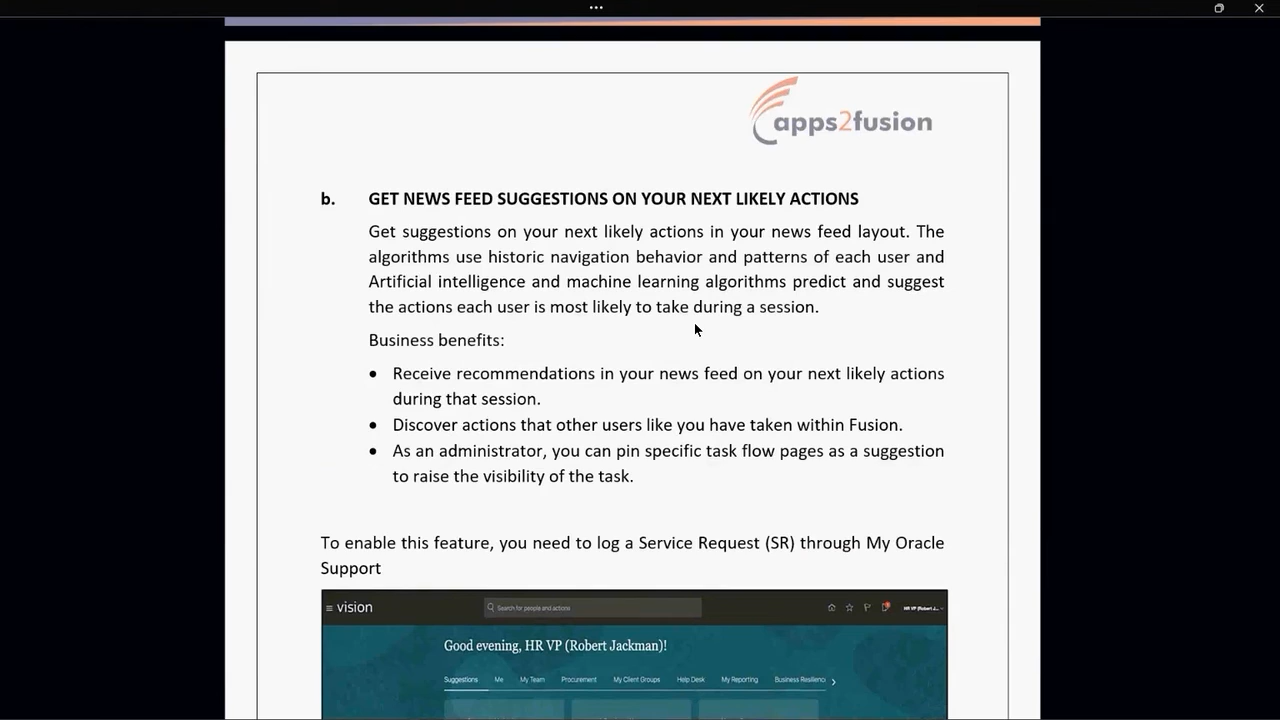 apps2fusion
b. GET NEWS FEED SUGGESTIONS ON YOUR NEXT LIKELY ACTIONS
Get suggestions on your next likely actions in your news feed layout. The
algorithms use historic navigation behavior and patterns of each user and
Artificial intelligence and machine learning algorithms predict and suggest
the actions each user is most likely to take during a session.
Business benefits:
• Receive recommendations in your news feed on your next likely actions
during that session.
• Discover actions that other users like you have taken within Fusion.
• As an administrator, you can pin specific task flow pages as a suggestion
to raise the visibility of the task.
To enable this feature, you need to log a Service Request (SR) through My Oracle
Support
vision Search for people and actions HR VP (Robert J...
Good evening, HR VP (Robert Jackman)!
Suggestions Me My Team Procurement My Client Groups Help Desk My Reporting Business Resilienc